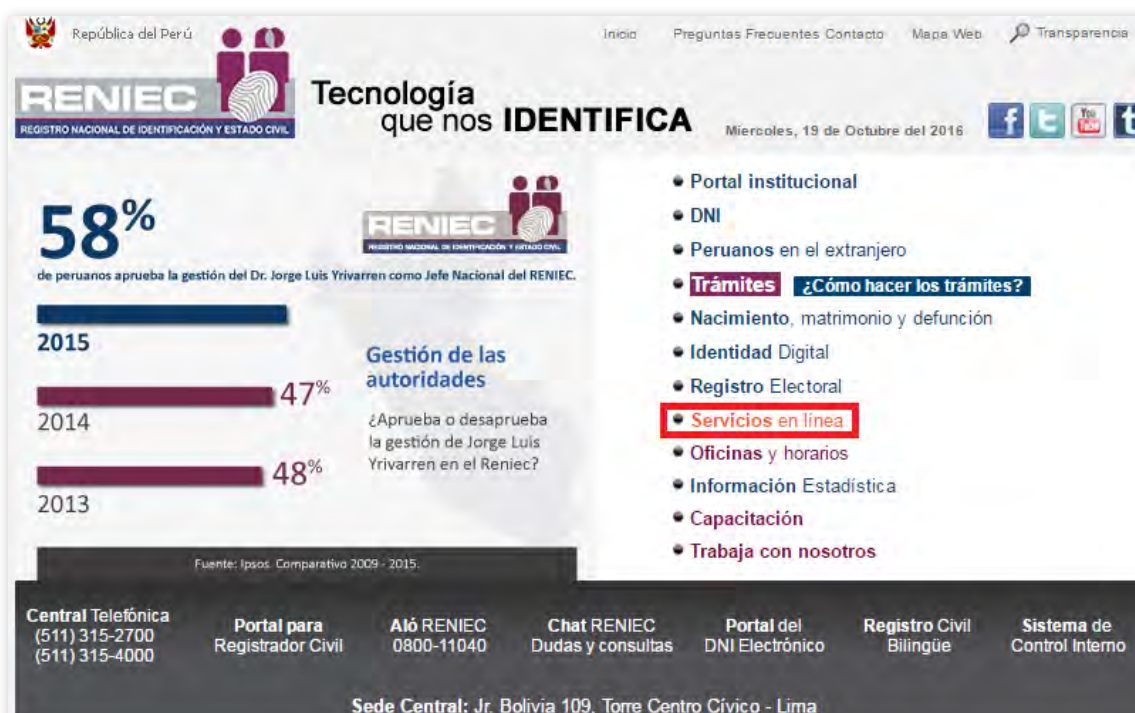 República del Perú
Inicio Preguntas Frecuentes Contacto Mapa Web Transparencia
RENIEC
REGISTRO NACIONAL DE IDENTIFICACIÓN Y ESTADO CIVIL
Tecnología
que nos IDENTIFICA
Miercoles, 19 de Octubre del 2016
f t You Tube t
58%
RENIEC
REGISTRO NACIONAL DE IDENTIFICACIÓN Y ESTADO CIVIL
de peruanos aprueba la gestión del Dr. Jorge Luis Yrivarren como Jefe Nacional del RENIEC.
2015
47%
2014
48%
2013
Gestión de las
autoridades
¿Aprueba o desaprueba
la gestión de Jorge Luis
Yrivarren en el Reniec?
Fuente: Ipsos. Comparativo 2009 - 2015.
Portal institucional
DNI
Peruanos en el extranjero
Trámites ¿Cómo hacer los trámites?
Nacimiento, matrimonio y defunción
Identidad Digital
Registro Electoral
Servicios en línea
Oficinas y horarios
Información Estadística
Capacitación
Trabaja con nosotros
Central Telefónica
(511) 315-2700
(511) 315-4000
Portal para
Registrador Civil
Aló RENIEC
0800-11040
Chat RENIEC
Dudas y consultas
Portal del
DNI Electrónico
Registro Civil
Bilingüe
Sistema de
Control Interno
Sede Central: Jr. Bolivia 109, Torre Centro Cívico - Lima